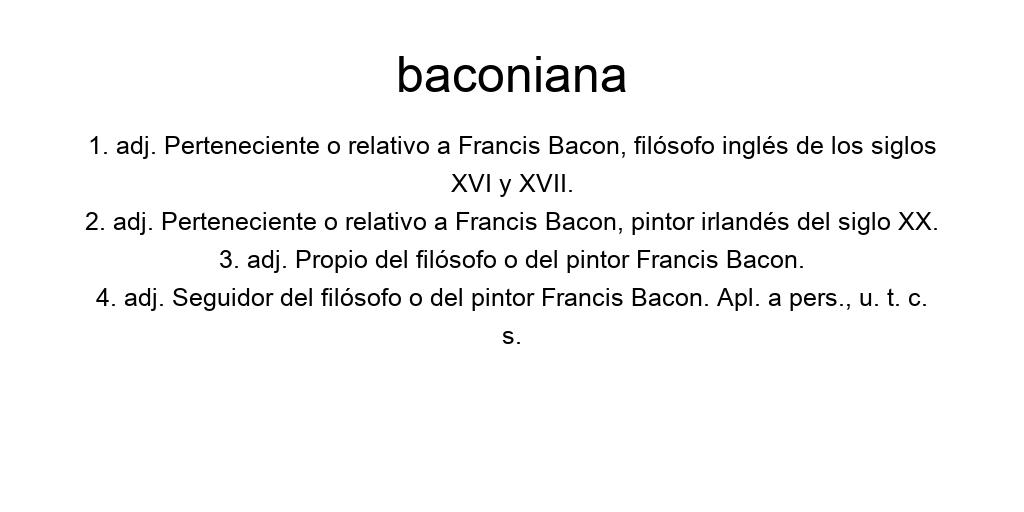 baconiana
1. adj. Perteneciente o relativo a Francis Bacon, filósofo inglés de los siglos
XVI y XVII.
2. adj. Perteneciente o relativo a Francis Bacon, pintor irlandés del siglo XX.
3. adj. Propio del filósofo o del pintor Francis Bacon.
4. adj. Seguidor del filósofo o del pintor Francis Bacon. Apl. a pers., u. t. c.
s.